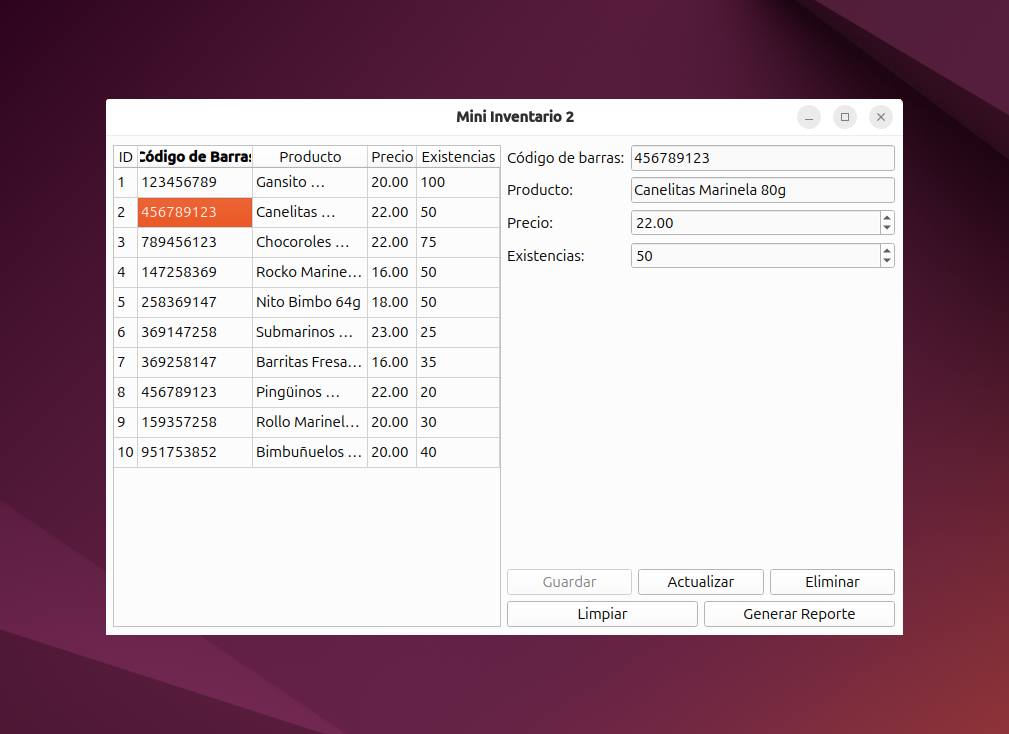 Mini Inventario 2
ID Código de Barras Producto Precio Existencias
1 123456789 Gansito … 20.00 100
2 456789123 Canelitas … 22.00 50
3 789456123 Chocoroles … 22.00 75
4 147258369 Rocko Marine… 16.00 50
5 258369147 Nito Bimbo 64g 18.00 50
6 369147258 Submarinos … 23.00 25
7 369258147 Barritas Fresa… 16.00 35
8 456789123 Pingüinos … 22.00 20
9 159357258 Rollo Marinel… 20.00 30
10 951753852 Bimbuñuelos … 20.00 40
Código de barras: 456789123
Producto: Canelitas Marinela 80g
Precio: 22.00
Existencias: 50
Guardar Actualizar Eliminar
Limpiar Generar Reporte